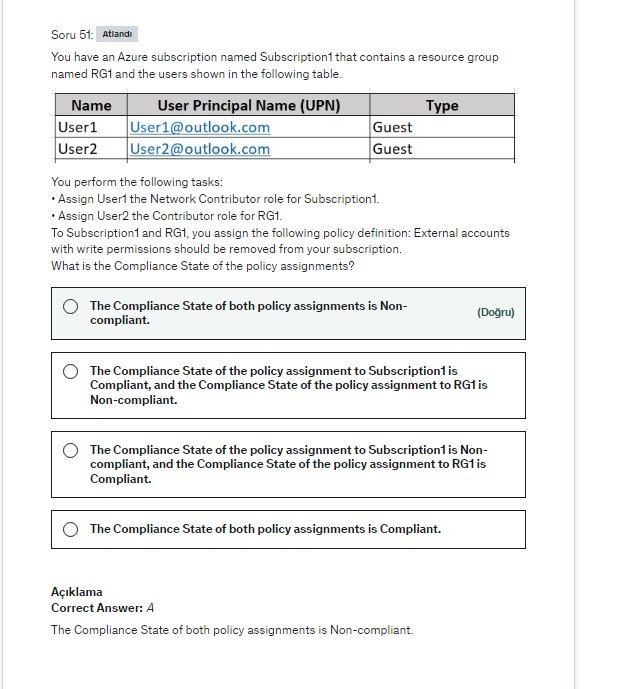 Soru 51: Atlandı
You have an Azure subscription named Subscription1 that contains a resource group
named RG1 and the users shown in the following table.
Name User Principal Name (UPN) Type
User1 User1@outlook.com Guest
User2 User2@outlook.com Guest
You perform the following tasks:
• Assign User1 the Network Contributor role for Subscription1.
• Assign User2 the Contributor role for RG1.
To Subscription1 and RG1, you assign the following policy definition: External accounts
with write permissions should be removed from your subscription.
What is the Compliance State of the policy assignments?
The Compliance State of both policy assignments is Non-
compliant.
(Doğru)
The Compliance State of the policy assignment to Subscription1 is
Compliant, and the Compliance State of the policy assignment to RG1 is
Non-compliant.
The Compliance State of the policy assignment to Subscription1 is Non-
compliant, and the Compliance State of the policy assignment to RG1 is
Compliant.
The Compliance State of both policy assignments is Compliant.
Açıklama
Correct Answer: A
The Compliance State of both policy assignments is Non-compliant.